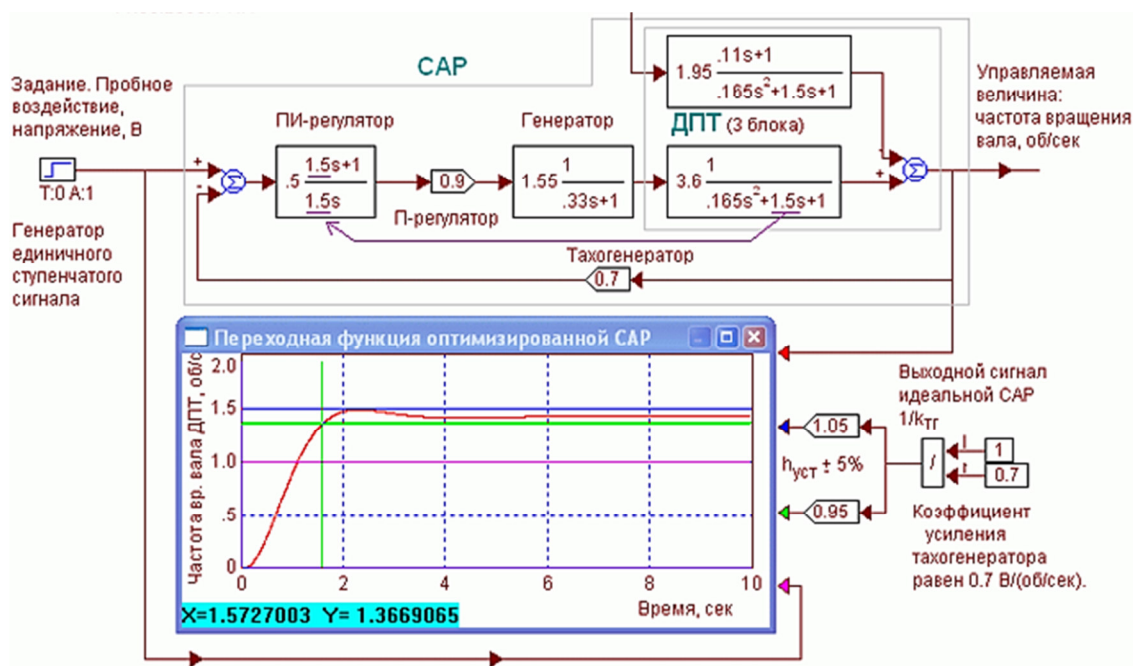 САР
Задание. Пробное
воздействие,
напряжение, В
T:0 A:1
Генератор
единичного
ступенчатого
сигнала
+
-
Σ
ПИ-регулятор
.5 1.5s+1
1.5s
0.9
П-регулятор
Генератор
1.55 1
.33s+1
1.95 .11s+1
.165s²+1.5s+1
ДПТ (3 блока)
3.6 1
.165s²+1.5s+1
-
+
Σ
Управляемая
величина:
частота вращения
вала, об/сек
Тахогенератор
0.7
Переходная функция оптимизированной САР
Частота вр. вала ДПТ, об/с
2.0
1.5
1.0
.5
0
0 2 4 6 8 10
Время, сек
X=1.5727003 Y= 1.3669065
Выходной сигнал
идеальной САР
1/kтг
1.05
hуст ± 5%
0.95
/
1
0.7
Коэффициент
усиления
тахогенератора
равен 0.7 В/(об/сек).